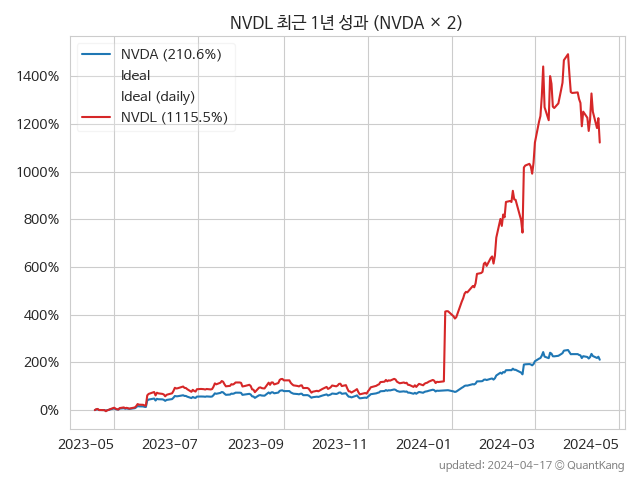 NVDL 최근 1년 성과 (NVDA × 2)
NVDA (210.6%)
Ideal
Ideal (daily)
NVDL (1115.5%)
1400%
1200%
1000%
800%
600%
400%
200%
0%
2023-05 2023-07 2023-09 2023-11 2024-01 2024-03 2024-05
updated: 2024-04-17 © QuantKang